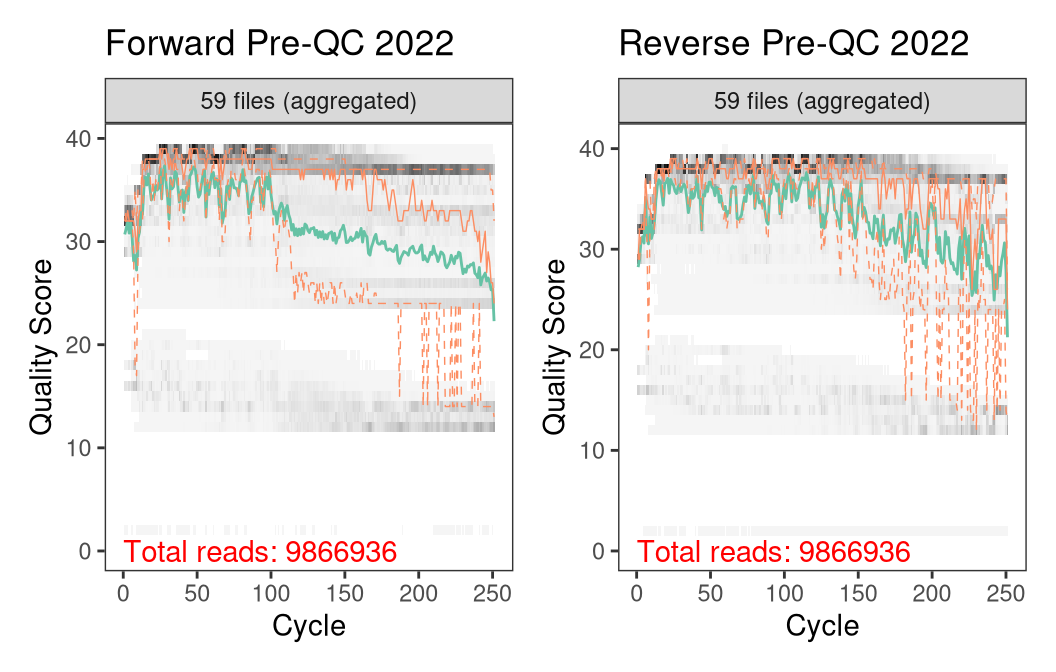 Forward Pre-QC 2022
59 files (aggregated)
Quality Score
40
30
20
10
0
Total reads: 9866936
0 50 100 150 200 250
Cycle
Reverse Pre-QC 2022
59 files (aggregated)
Quality Score
40
30
20
10
0
Total reads: 9866936
0 50 100 150 200 250
Cycle